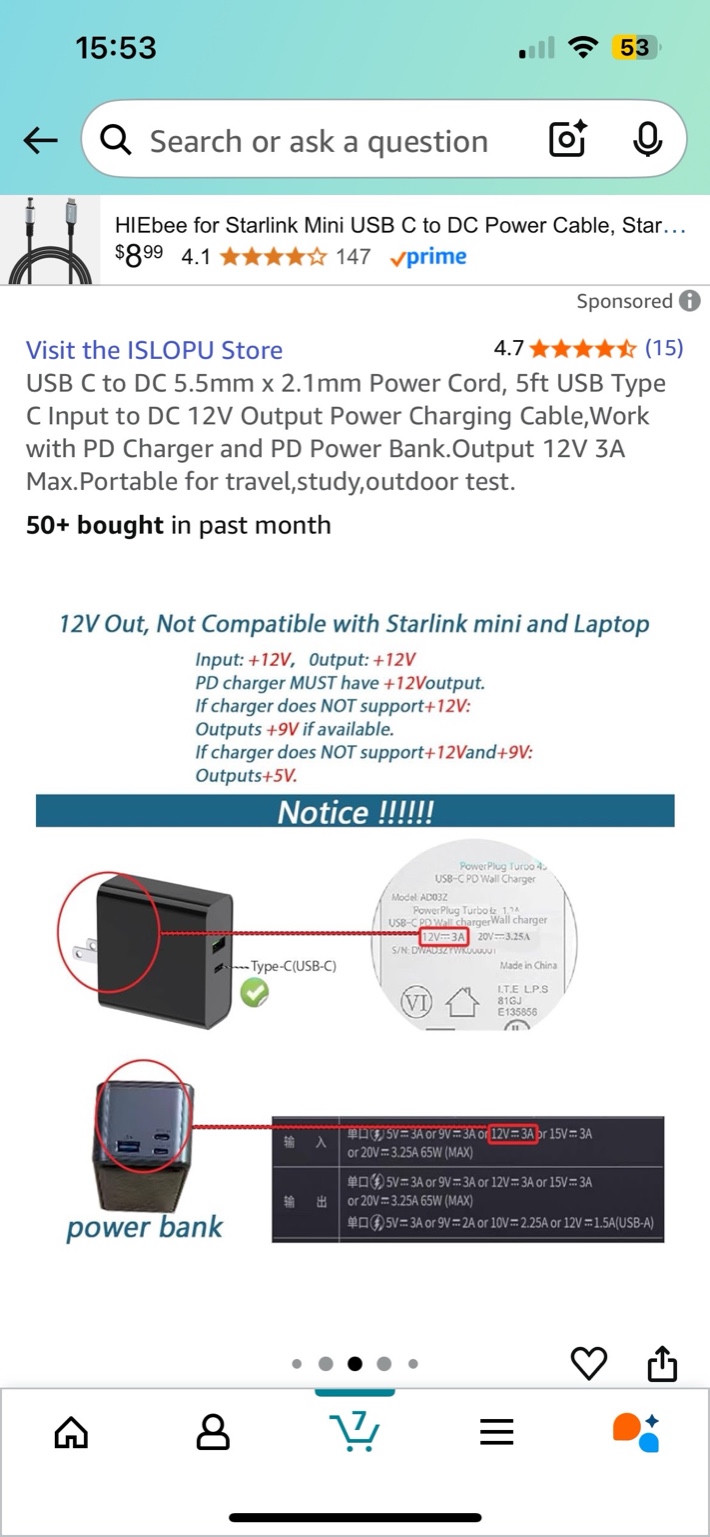 15:53
53
Search or ask a question
HIEbee for Starlink Mini USB C to DC Power Cable, Star...
$8.99 4.1 147 prime
Sponsored
Visit the ISLOPU Store 4.7 (15)
USB C to DC 5.5mm x 2.1mm Power Cord, 5ft USB Type
C Input to DC 12V Output Power Charging Cable,Work
with PD Charger and PD Power Bank.Output 12V 3A
Max.Portable for travel,study,outdoor test.
50+ bought in past month
12V Out, Not Compatible with Starlink mini and Laptop
Input: +12V, Output: +12V
PD charger MUST have +12Voutput.
If charger does NOT support+12V:
Outputs +9V if available.
If charger does NOT support+12Vand+9V:
Outputs+5V.
Notice !!!!!!
PowerPlug Turbo 45
USB-C PD Wall Charger
Model: AD03Z
PowerPlug Turbo
USB-C PD Wall charger Wall charger
12V⎓3A 20V⎓3.25A
S/N:
Made in China
Type-C(USB-C)
VI
I.T.E L.P.S
81GJ
E135856
输 入 单口 5V⎓3A or 9V⎓3A or 12V⎓3A or 15V⎓3A
or 20V⎓3.25A 65W (MAX)
输 出 单口 5V⎓3A or 9V⎓3A or 12V⎓3A or 15V⎓3A
or 20V⎓3.25A 65W (MAX)
单口 5V⎓3A or 9V⎓2A or 10V⎓2.25A or 12V⎓1.5A(USB-A)
power bank
7